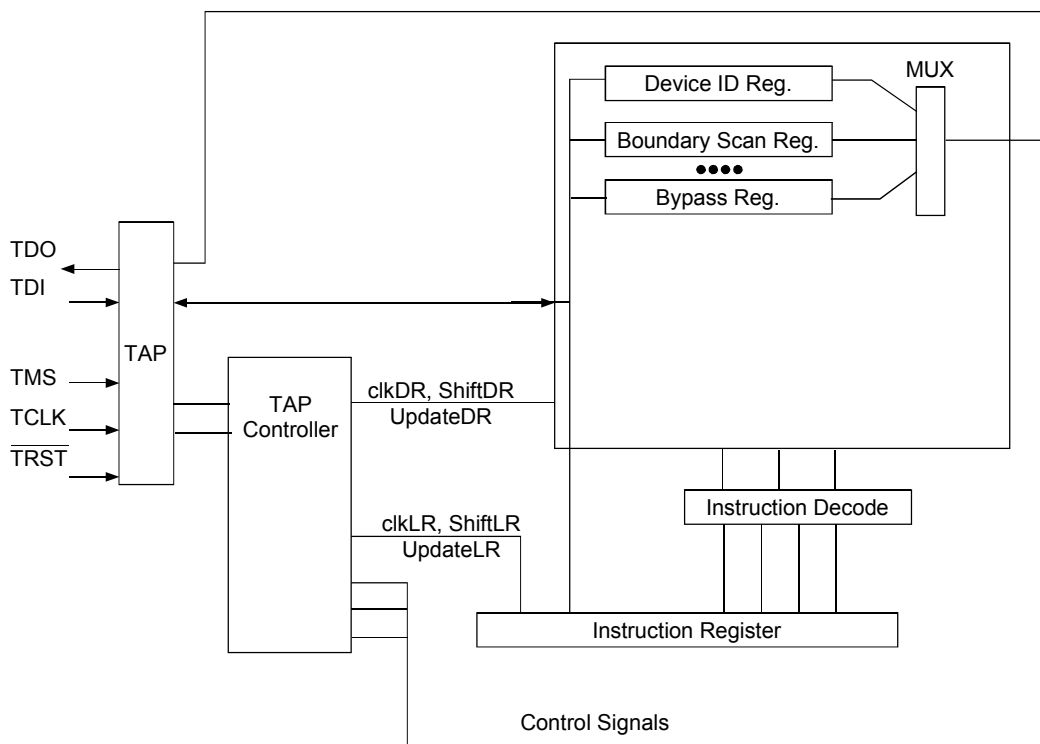 MUX
Device ID Reg.
Boundary Scan Reg.
Bypass Reg.
TDO
TDI
TAP
TMS
TCLK
TRST
TAP
Controller
clkDR, ShiftDR
UpdateDR
Instruction Decode
clkLR, ShiftLR
UpdateLR
Instruction Register
Control Signals